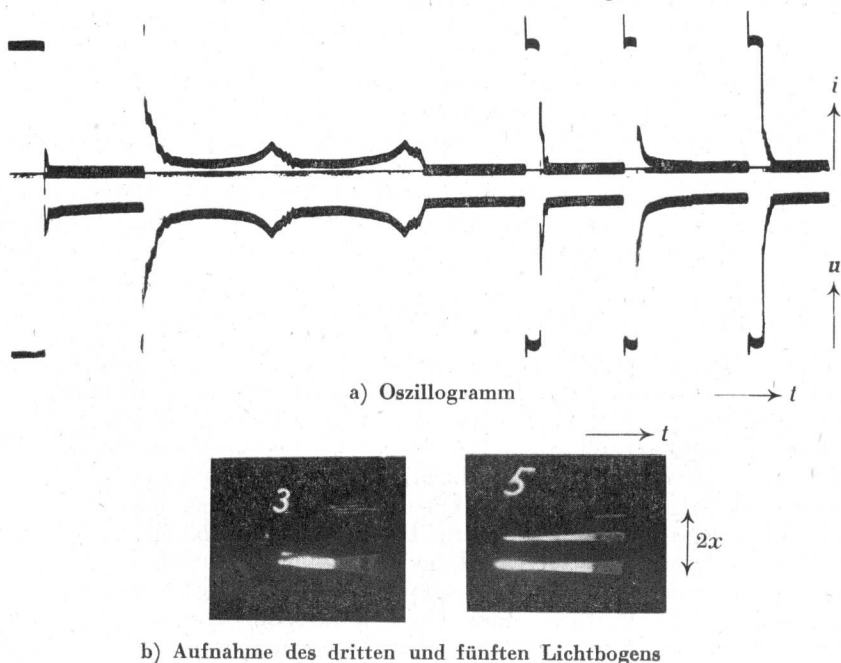 i
u
a) Oszillogramm
t
t
3
5
2x
b) Aufnahme des dritten und fünften Lichtbogens